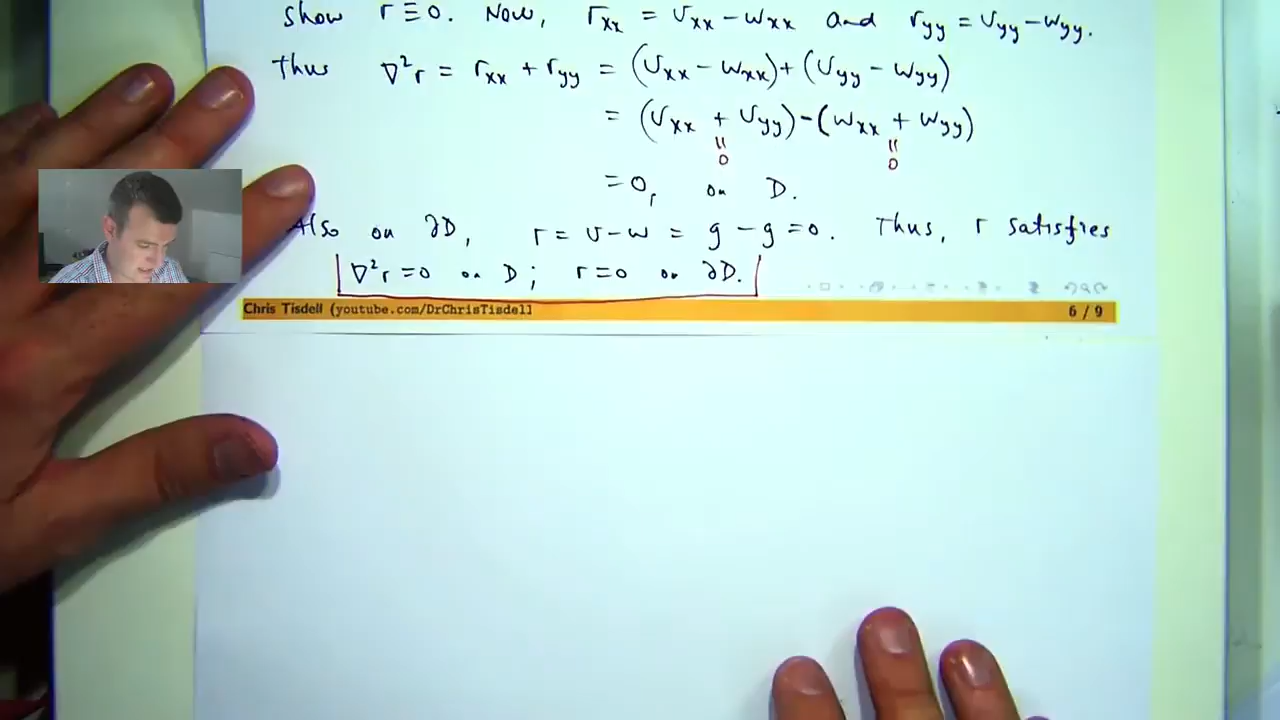 Show r ≡ 0. Now, r_xx = v_xx - w_xx and r_yy = v_yy - w_yy.
Thus ∇²r = r_xx + r_yy = (v_xx - w_xx) + (v_yy - w_yy)
= (v_xx + v_yy) - (w_xx + w_yy)
= 0 = 0
= 0, on D.
Also on ∂D, r = v - w = g - g = 0. Thus, r satisfies
∇²r = 0 on D; r = 0 on ∂D.
Chris Tisdell (youtube.com/DrChrisTisdell 6 / 9